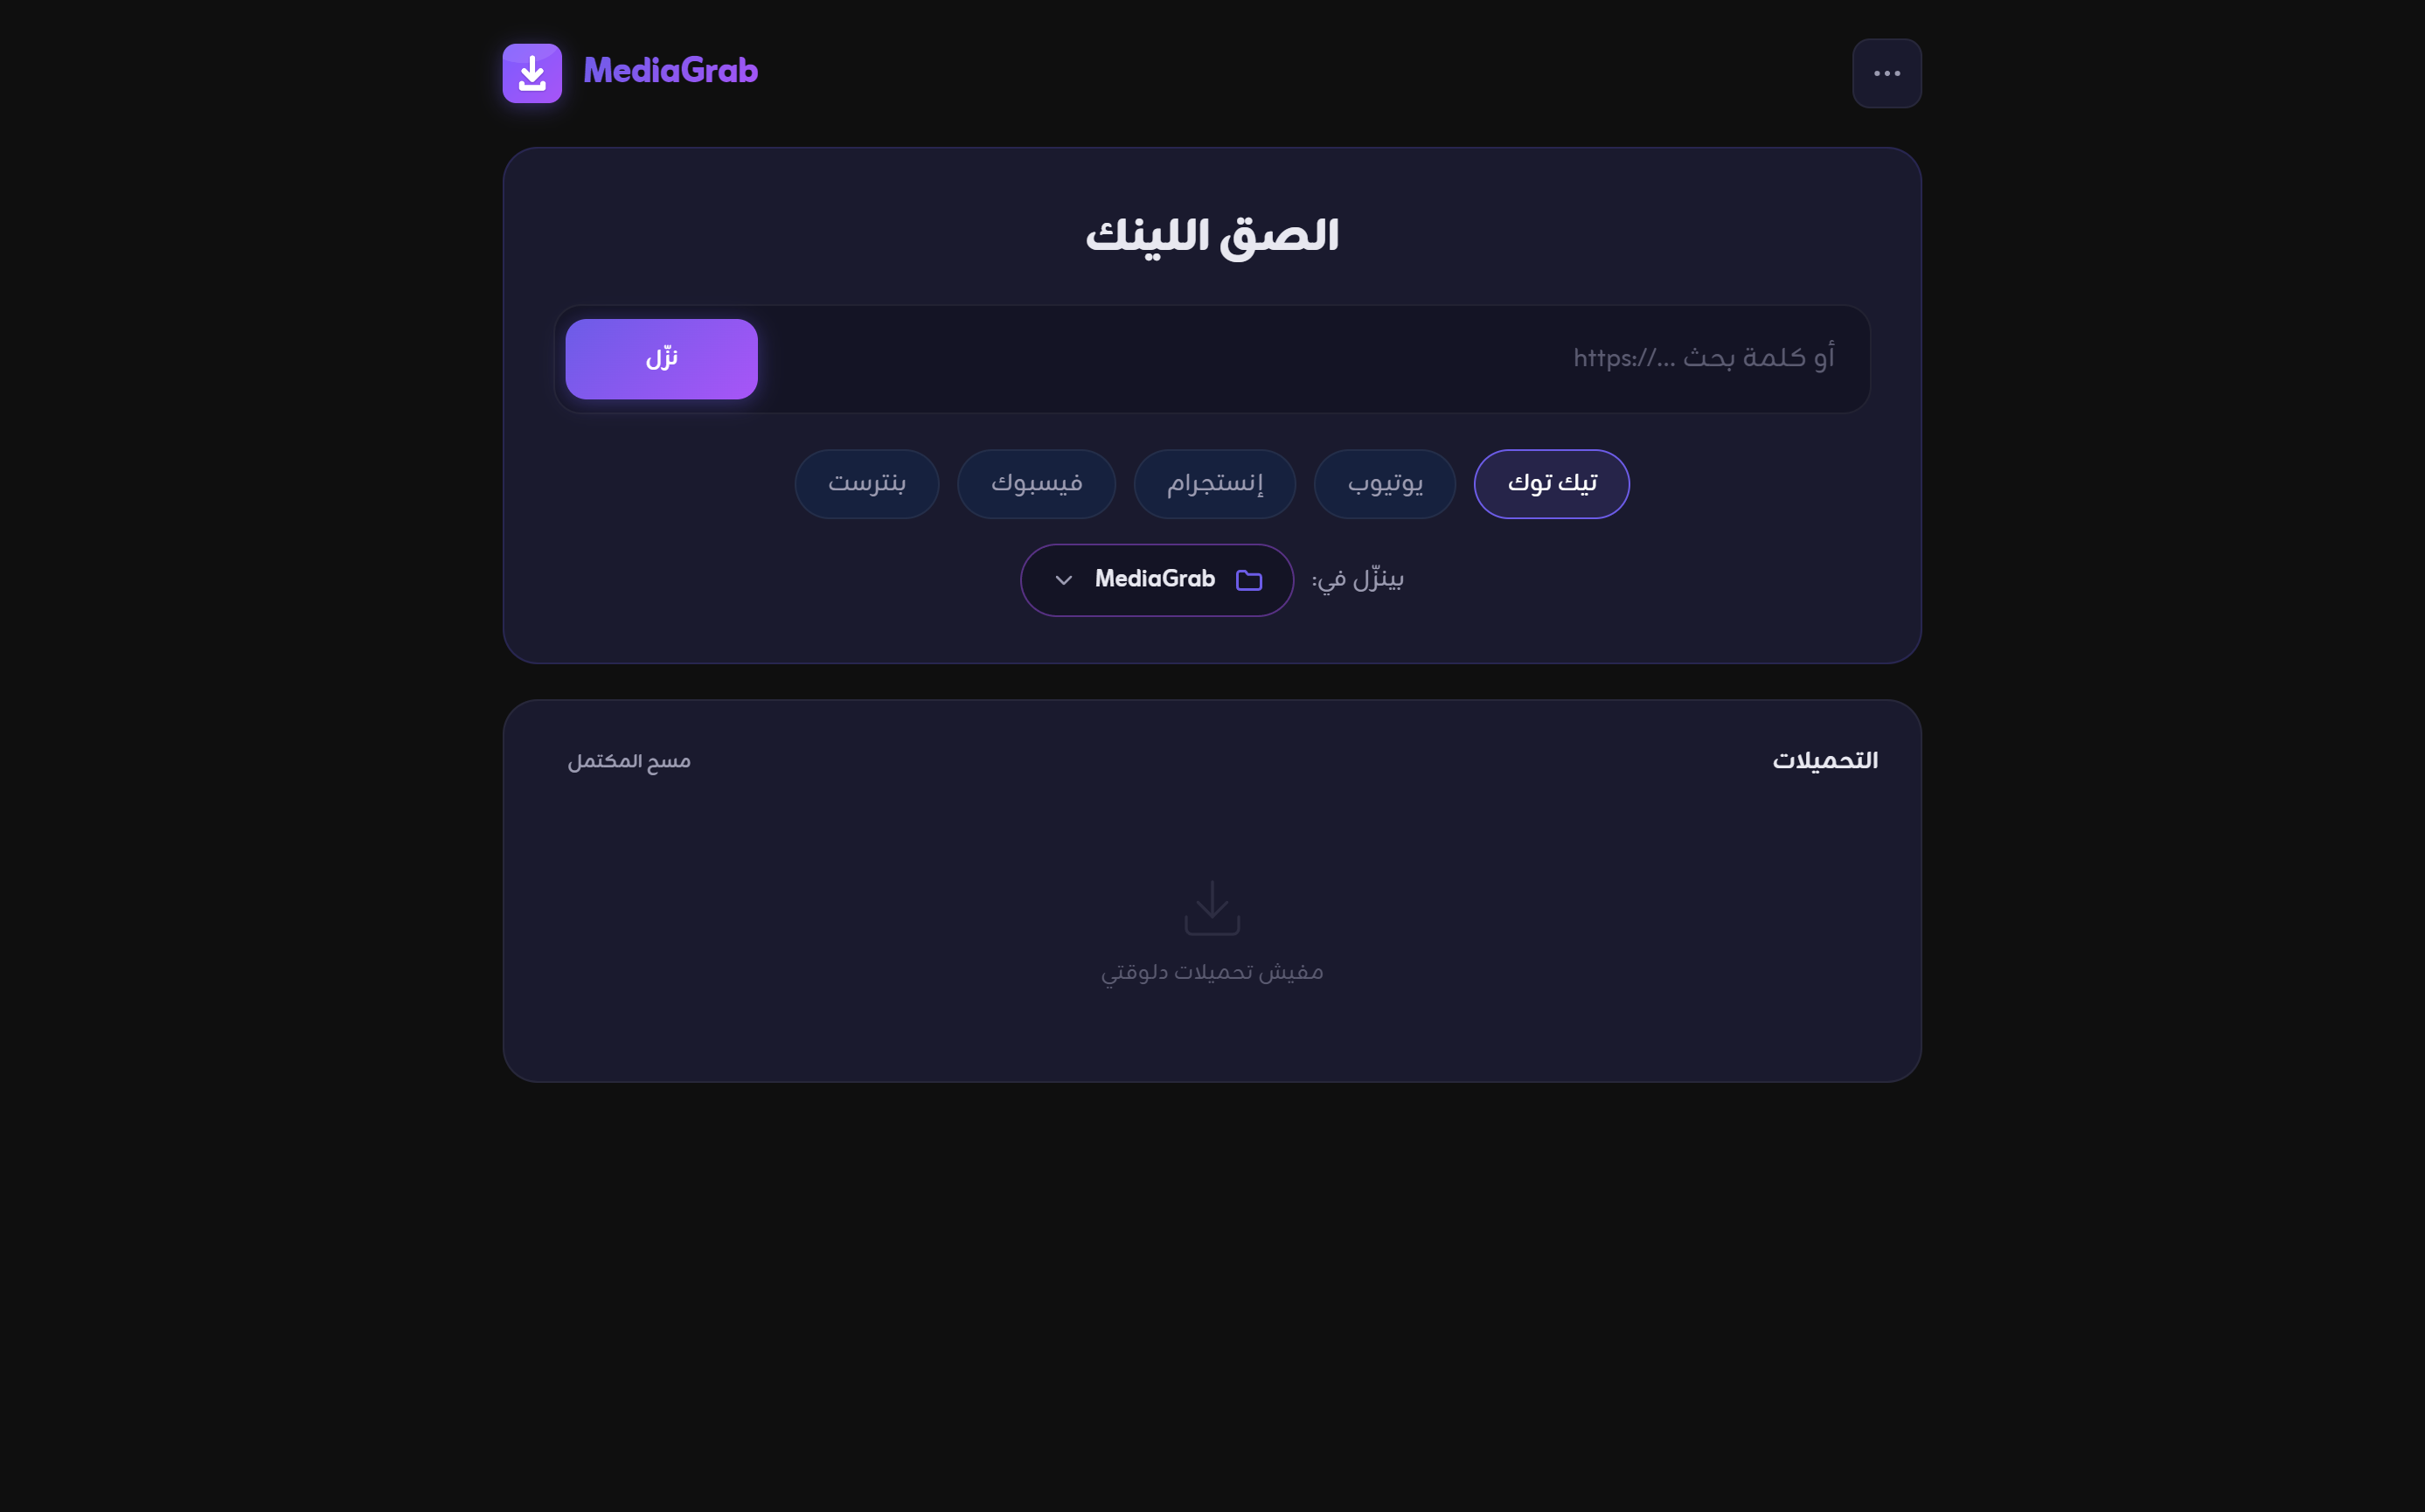 MediaGrab
الصق اللينك
أو كلمة بحث ...//:https
نزّل
تيك توك
يوتيوب
إنستجرام
فيسبوك
بنترست
بينزّل في:
MediaGrab
التحميلات
مسح المكتمل
مفيش تحميلات دلوقتي